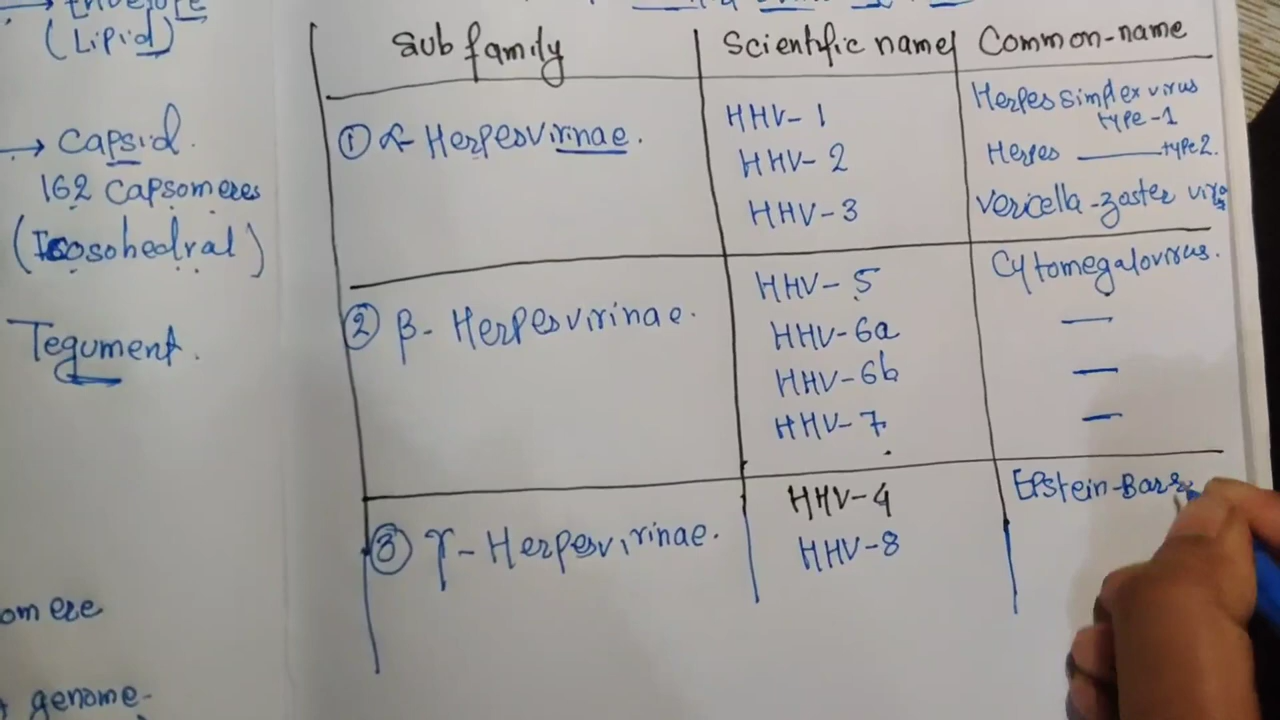 → Envelope
(Lipid)
→ Capsid.
162 Capsomeres
(Icosohedral)
Tegument.
omere
genome-
Sub family
Scientific name
Common-name
① α- Herpesvirinae.
HHV- 1
Herpes simplex virus
type-1
HHV- 2
Herpes ——type 2.
HHV-3
Vericella-zoster virus
② β- Herpesvirinae.
HHV- 5
Cytomegalovirus.
HHV-6a
—
HHV-6b
—
HHV-7
—
③ γ- Herpesvirinae.
HHV-4
Epstein-Barr
HHV-8